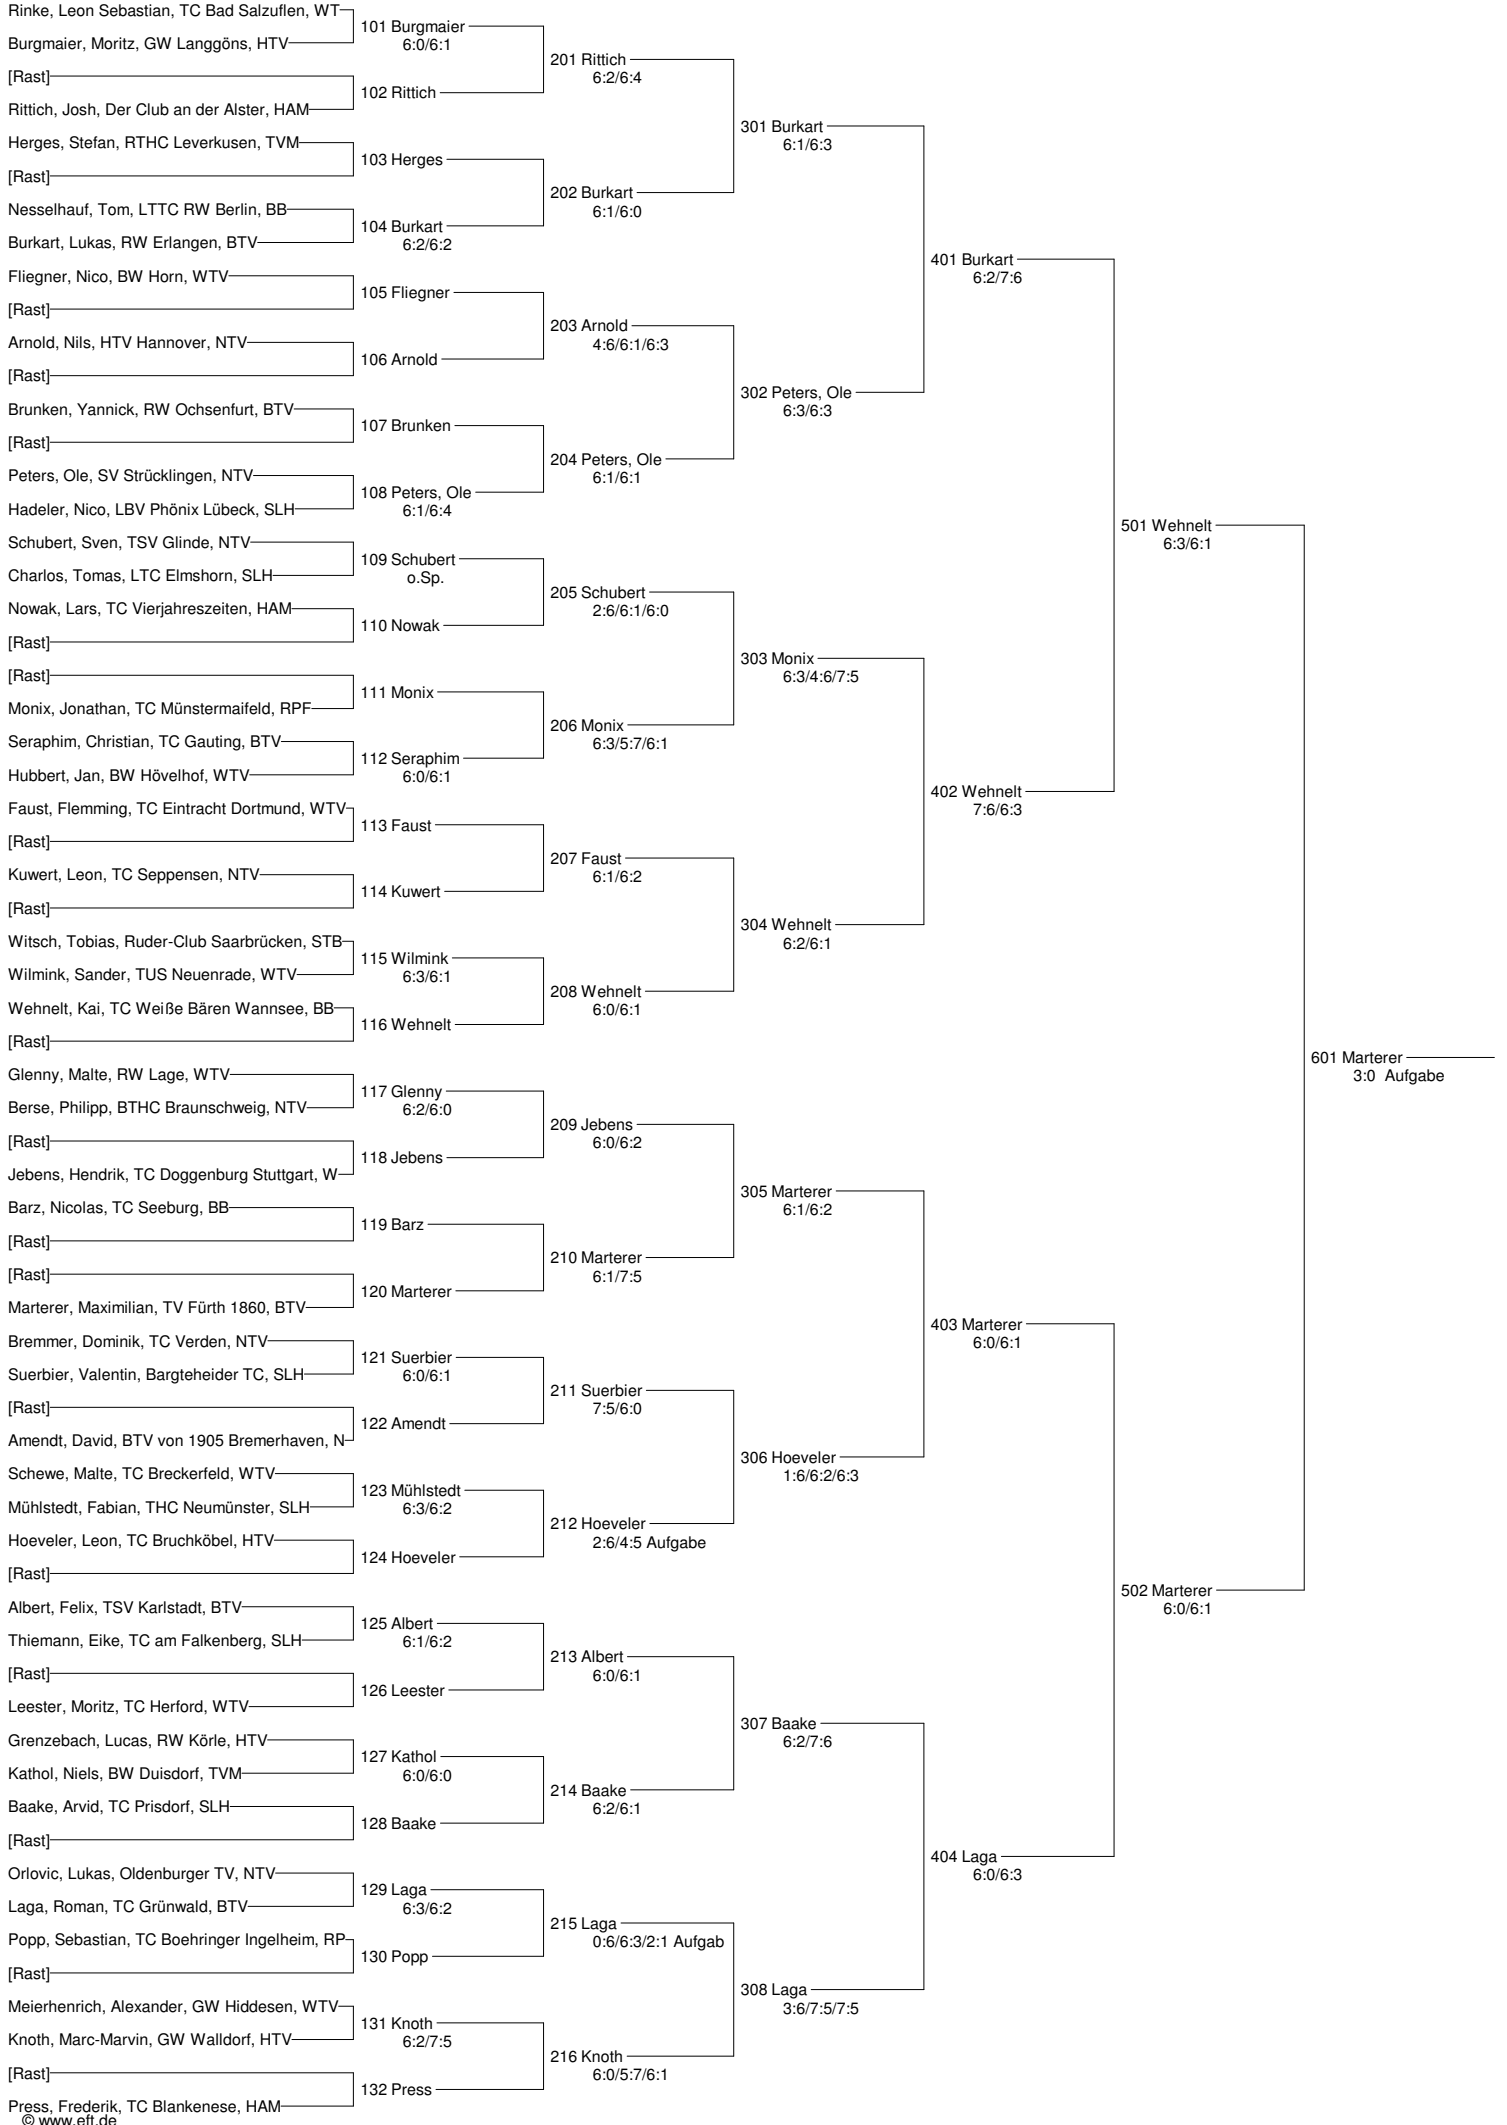 Rinke, Leon Sebastian, TC Bad Salzuflen, WT
101 Burgmaier
6:0/6:1
Burgmaier, Moritz, GW Langgöns, HTV
201 Rittich
6:2/6:4
[Rast]
102 Rittich
Rittich, Josh, Der Club an der Alster, HAM
301 Burkart
6:1/6:3
Herges, Stefan, RTHC Leverkusen, TVM
103 Herges
[Rast]
202 Burkart
6:1/6:0
Nesselhauf, Tom, LTTC RW Berlin, BB
104 Burkart
6:2/6:2
Burkart, Lukas, RW Erlangen, BTV
401 Burkart
6:2/7:6
Fliegner, Nico, BW Horn, WTV
105 Fliegner
[Rast]
203 Arnold
4:6/6:1/6:3
Arnold, Nils, HTV Hannover, NTV
106 Arnold
[Rast]
302 Peters, Ole
6:3/6:3
Brunken, Yannick, RW Ochsenfurt, BTV
107 Brunken
[Rast]
204 Peters, Ole
6:1/6:1
Peters, Ole, SV Strücklingen, NTV
108 Peters, Ole
6:1/6:4
Hadeler, Nico, LBV Phönix Lübeck, SLH
501 Wehnelt
6:3/6:1
Schubert, Sven, TSV Glinde, NTV
109 Schubert
o.Sp.
Charlos, Tomas, LTC Elmshorn, SLH
205 Schubert
2:6/6:1/6:0
Nowak, Lars, TC Vierjahreszeiten, HAM
110 Nowak
[Rast]
303 Monix
6:3/4:6/7:5
[Rast]
111 Monix
Monix, Jonathan, TC Münstermaifeld, RPF
206 Monix
6:3/5:7/6:1
Seraphim, Christian, TC Gauting, BTV
112 Seraphim
6:0/6:1
Hubbert, Jan, BW Hövelhof, WTV
402 Wehnelt
7:6/6:3
Faust, Flemming, TC Eintracht Dortmund, WTV
113 Faust
[Rast]
207 Faust
6:1/6:2
Kuwert, Leon, TC Seppensen, NTV
114 Kuwert
[Rast]
304 Wehnelt
6:2/6:1
Witsch, Tobias, Ruder-Club Saarbrücken, STB
115 Wilmink
6:3/6:1
Wilmink, Sander, TUS Neuenrade, WTV
208 Wehnelt
6:0/6:1
Wehnelt, Kai, TC Weiße Bären Wannsee, BB
116 Wehnelt
[Rast]
601 Marterer
3:0 Aufgabe
Glenny, Malte, RW Lage, WTV
117 Glenny
6:2/6:0
Berse, Philipp, BTHC Braunschweig, NTV
209 Jebens
6:0/6:2
[Rast]
118 Jebens
Jebens, Hendrik, TC Doggenburg Stuttgart, W
305 Marterer
6:1/6:2
Barz, Nicolas, TC Seeburg, BB
119 Barz
[Rast]
210 Marterer
6:1/7:5
[Rast]
120 Marterer
Marterer, Maximilian, TV Fürth 1860, BTV
403 Marterer
6:0/6:1
Bremmer, Dominik, TC Verden, NTV
121 Suerbier
6:0/6:1
Suerbier, Valentin, Bargteheider TC, SLH
211 Suerbier
7:5/6:0
[Rast]
122 Amendt
Amendt, David, BTV von 1905 Bremerhaven, N
306 Hoeveler
1:6/6:2/6:3
Schewe, Malte, TC Breckerfeld, WTV
123 Mühlstedt
6:3/6:2
Mühlstedt, Fabian, THC Neumünster, SLH
212 Hoeveler
2:6/4:5 Aufgabe
Hoeveler, Leon, TC Bruchköbel, HTV
124 Hoeveler
[Rast]
502 Marterer
6:0/6:1
Albert, Felix, TSV Karlstadt, BTV
125 Albert
6:1/6:2
Thiemann, Eike, TC am Falkenberg, SLH
213 Albert
6:0/6:1
[Rast]
126 Leester
Leester, Moritz, TC Herford, WTV
307 Baake
6:2/7:6
Grenzebach, Lucas, RW Körle, HTV
127 Kathol
6:0/6:0
Kathol, Niels, BW Duisdorf, TVM
214 Baake
6:2/6:1
Baake, Arvid, TC Prisdorf, SLH
128 Baake
[Rast]
404 Laga
6:0/6:3
Orlovic, Lukas, Oldenburger TV, NTV
129 Laga
6:3/6:2
Laga, Roman, TC Grünwald, BTV
215 Laga
0:6/6:3/2:1 Aufgab
Popp, Sebastian, TC Boehringer Ingelheim, RP
130 Popp
[Rast]
308 Laga
3:6/7:5/7:5
Meierhenrich, Alexander, GW Hiddesen, WTV
131 Knoth
6:2/7:5
Knoth, Marc-Marvin, GW Walldorf, HTV
216 Knoth
6:0/5:7/6:1
[Rast]
132 Press
Press, Frederik, TC Blankenese, HAM
© www.eft.de